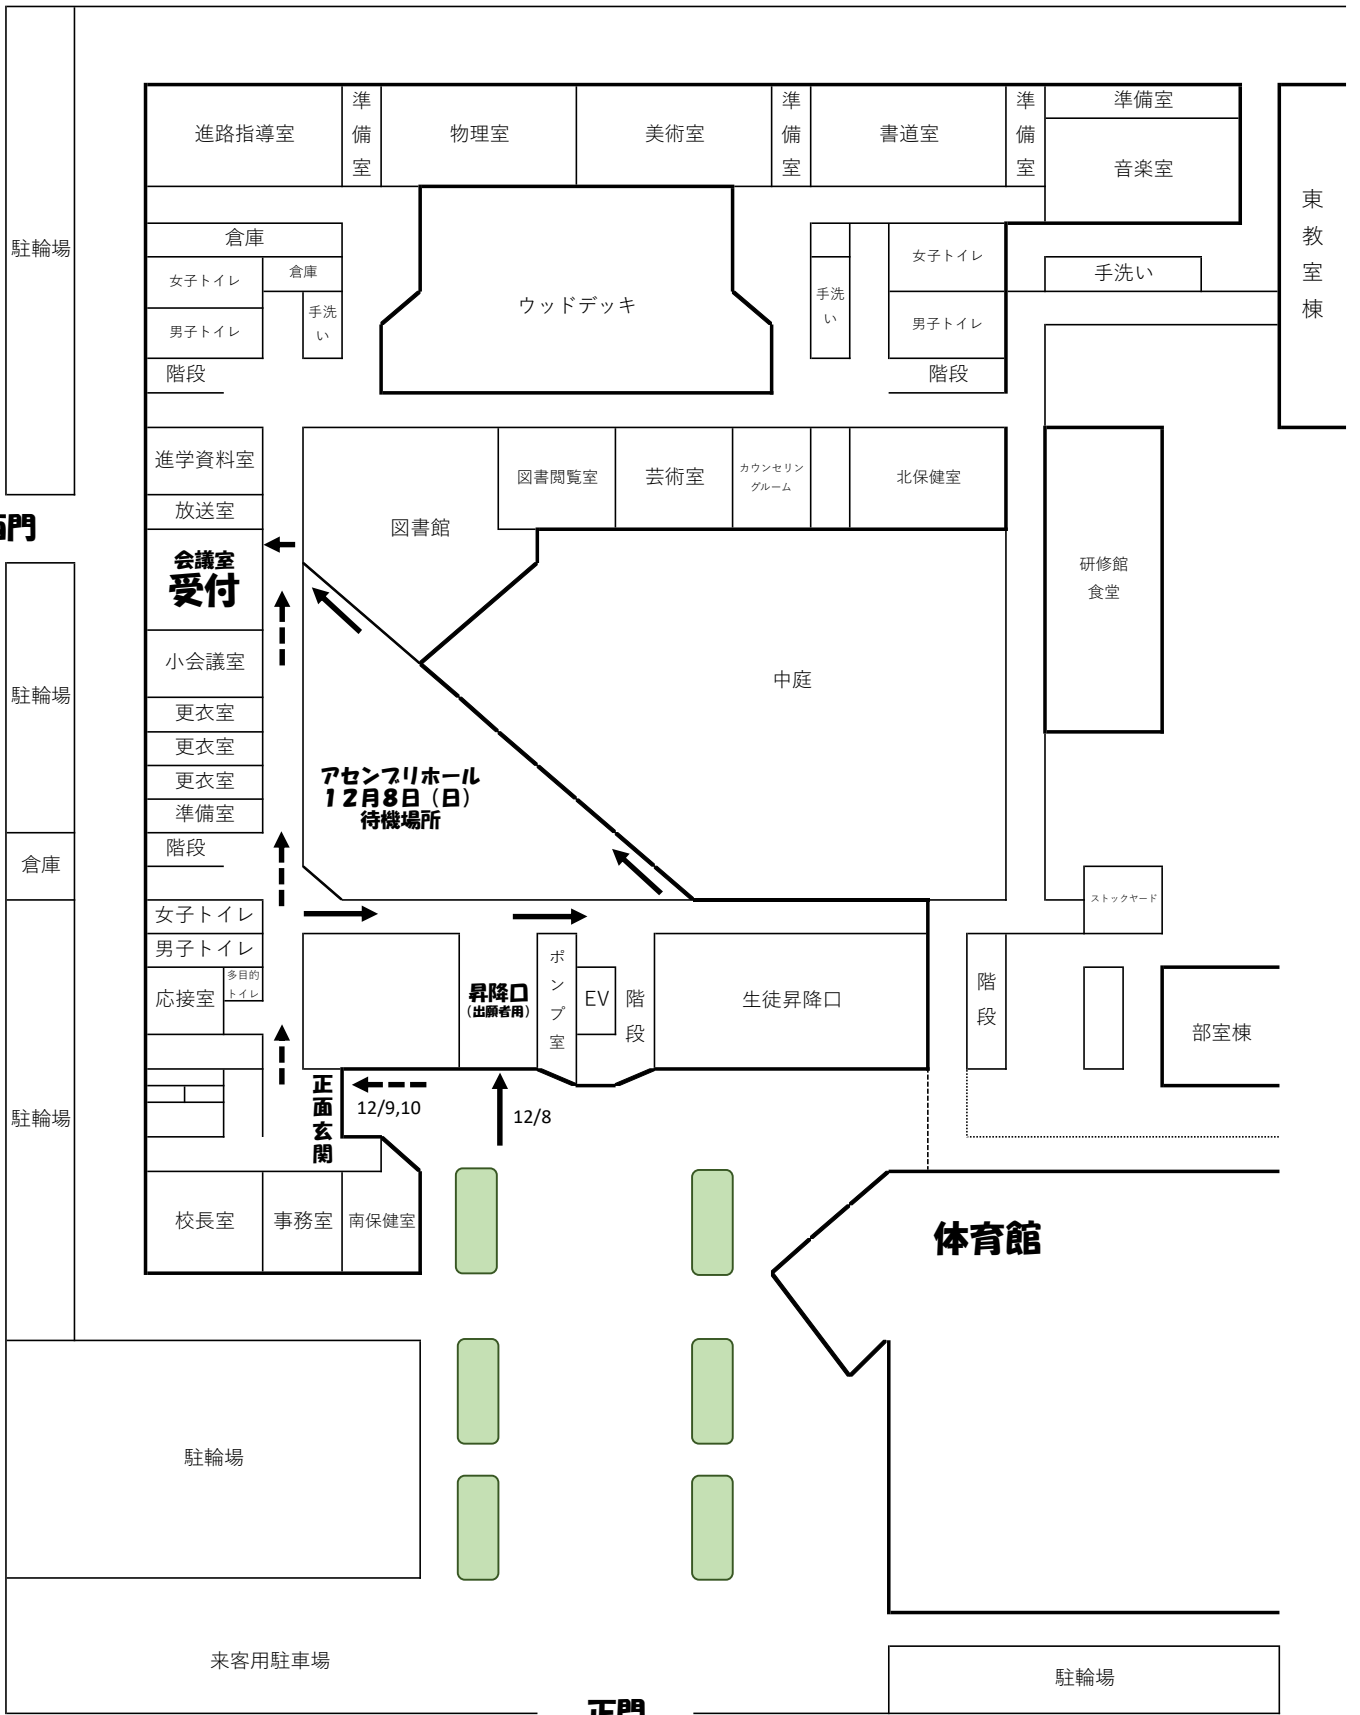 進路指導室
準備室
物理室
美術室
準備室
書道室
準備室
準備室
音楽室
東教室棟
駐輪場
倉庫
女子トイレ
倉庫
男子トイレ
手洗い
階段
ウッドデッキ
手洗い
女子トイレ
男子トイレ
階段
手洗い
進学資料室
放送室
会議室
受付
小会議室
更衣室
更衣室
更衣室
準備室
階段
図書館
図書閲覧室
芸術室
カウンセリン
グルーム
北保健室
研修館
食堂
中庭
門
駐輪場
倉庫
アセンブリホール
12月8日(日)
待機場所
ストックヤード
女子トイレ
男子トイレ
多目的
トイレ
応接室
昇降口
(出願者用)
ポンプ室
EV
階段
生徒昇降口
階段
部室棟
駐輪場
正面玄関
12/9,10
12/8
校長室
事務室
南保健室
体育館
駐輪場
来客用駐車場
駐輪場
正門